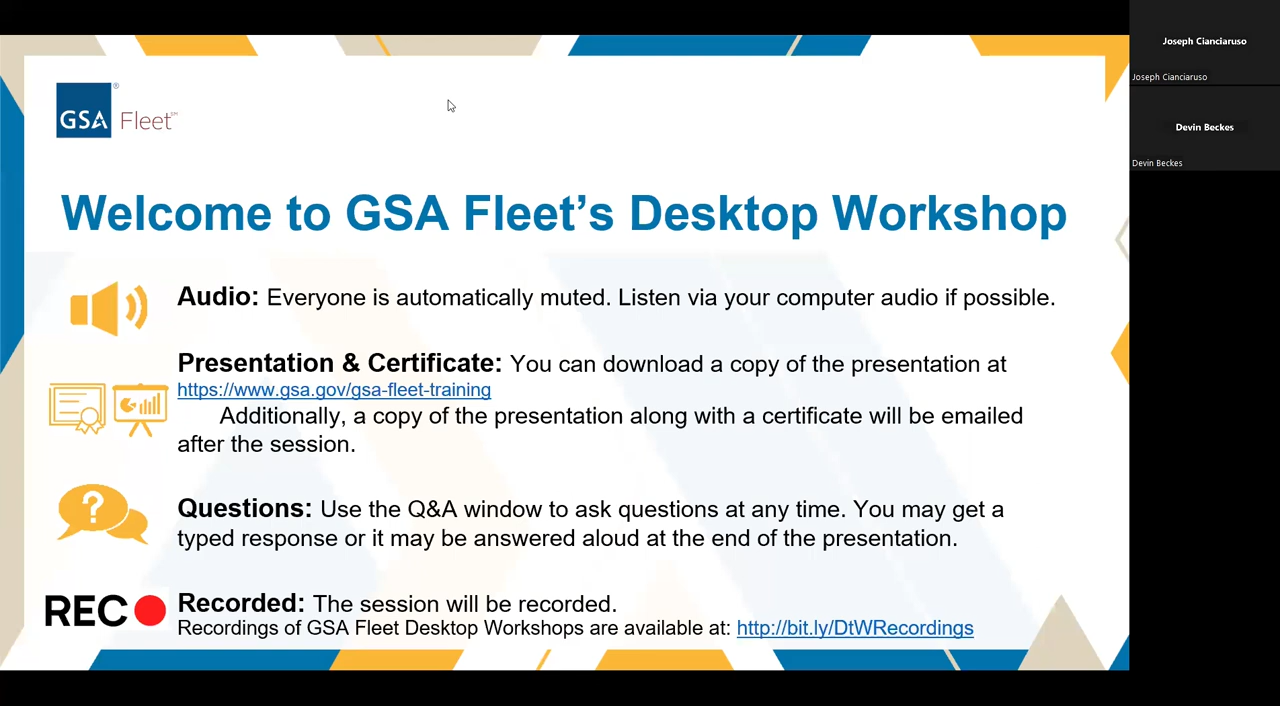 Joseph Cianciaruso
Joseph Cianciaruso
Devin Beckes
Devin Beckes
GSA® Fleet℠
Welcome to GSA Fleet’s Desktop Workshop
Audio: Everyone is automatically muted. Listen via your computer audio if possible.
Presentation & Certificate: You can download a copy of the presentation at
https://www.gsa.gov/gsa-fleet-training
Additionally, a copy of the presentation along with a certificate will be emailed
after the session.
?
Questions: Use the Q&A window to ask questions at any time. You may get a
typed response or it may be answered aloud at the end of the presentation.
REC
Recorded: The session will be recorded.
Recordings of GSA Fleet Desktop Workshops are available at: http://bit.ly/DtWRecordings